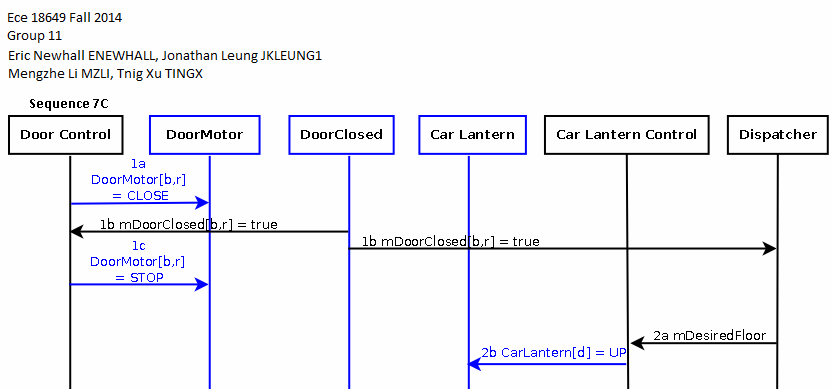 Ece 18649 Fall 2014
Group 11
Eric Newhall ENEWHALL, Jonathan Leung JKLEUNG1
Mengzhe Li MZLI, Tnig Xu TINGX
Sequence 7C
Door Control
DoorMotor
DoorClosed
Car Lantern
Car Lantern Control
Dispatcher
1a
DoorMotor[b,r]
= CLOSE
1b mDoorClosed[b,r] = true
1b mDoorClosed[b,r] = true
1c
DoorMotor[b,r]
= STOP
2a mDesiredFloor
2b CarLantern[d] = UP